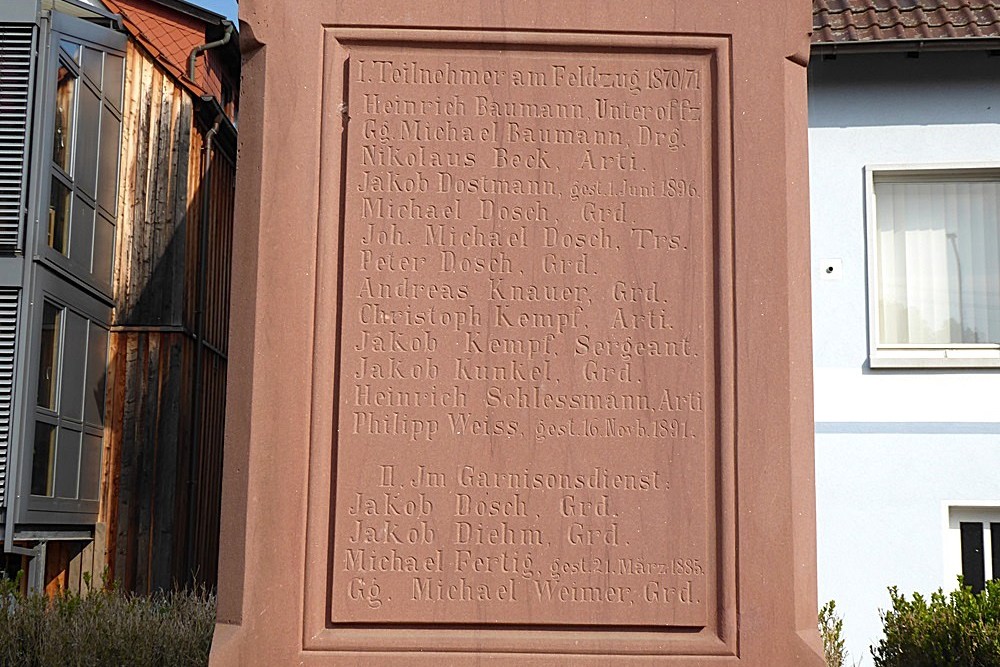 I. Teilnehmer am Feldzug 1870/71
Heinrich Baumann, Unteroffz
Gg. Michael Baumann, Drg.
Nikolaus Beck, Arti.
Jakob Dostmann, gest. 1. Juni 1896.
Michael Dosch, Grd.
Joh. Michael Dosch, Trs.
Peter Dosch, Grd.
Andreas Knauer, Grd.
Christoph Kempf, Arti.
Jakob Kempf, Sergeant.
Jakob Kunkel, Grd.
Heinrich Schlessmann, Arti
Philipp Weiss, gest. 16. Novb. 1891.
II. Jm Garnisonsdienst:
Jakob Dosch, Grd.
Jakob Diehm, Grd.
Michael Fertig, gest. 21. März 1885.
Gg. Michael Weimer, Grd.